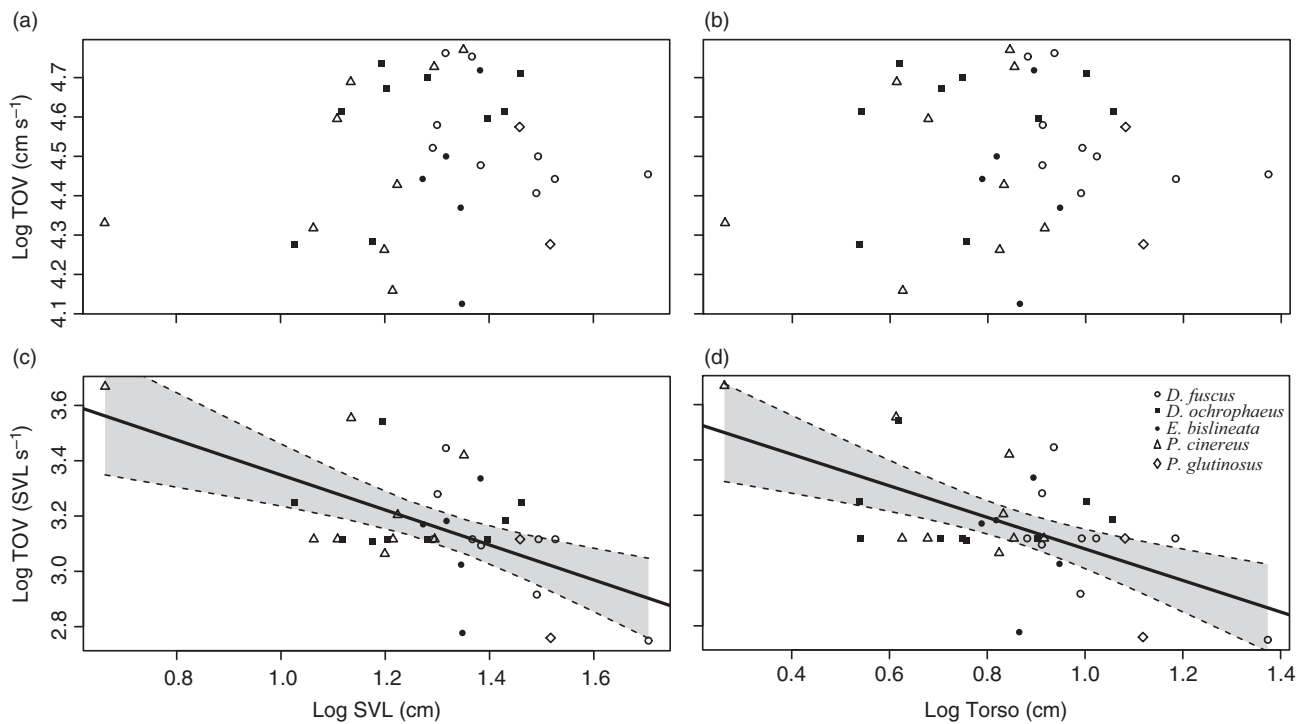 (a)
(b)
Log TOV (cm s⁻¹)
4.7
4.6
4.5
4.4
4.3
4.2
4.1
(c)
(d)
Log TOV (SVL s⁻¹)
3.6
3.4
3.2
3.0
2.8
D. fuscus
D. ochrophaeus
E. bislineata
P. cinereus
P. glutinosus
0.8 1.0 1.2 1.4 1.6
0.4 0.6 0.8 1.0 1.2 1.4
Log SVL (cm)
Log Torso (cm)